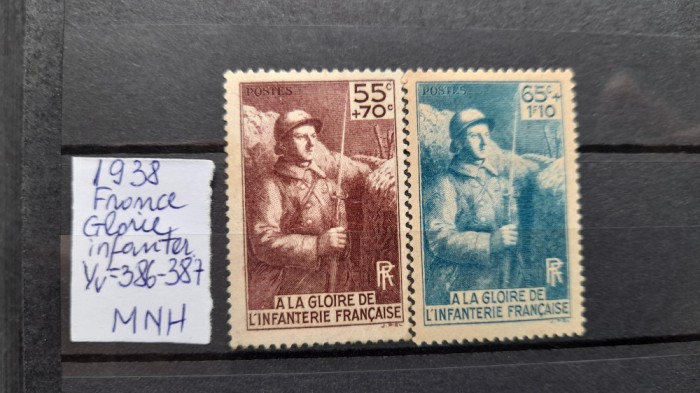 1938
France
Gloire
infanter.
Yv-386-387
MNH
POSTES
55c
+70c
RF
A LA GLOIRE DE
L'INFANTERIE FRANÇAISE
POSTES
65c+
1F10
RF
A LA GLOIRE DE
L'INFANTERIE FRANÇAISE